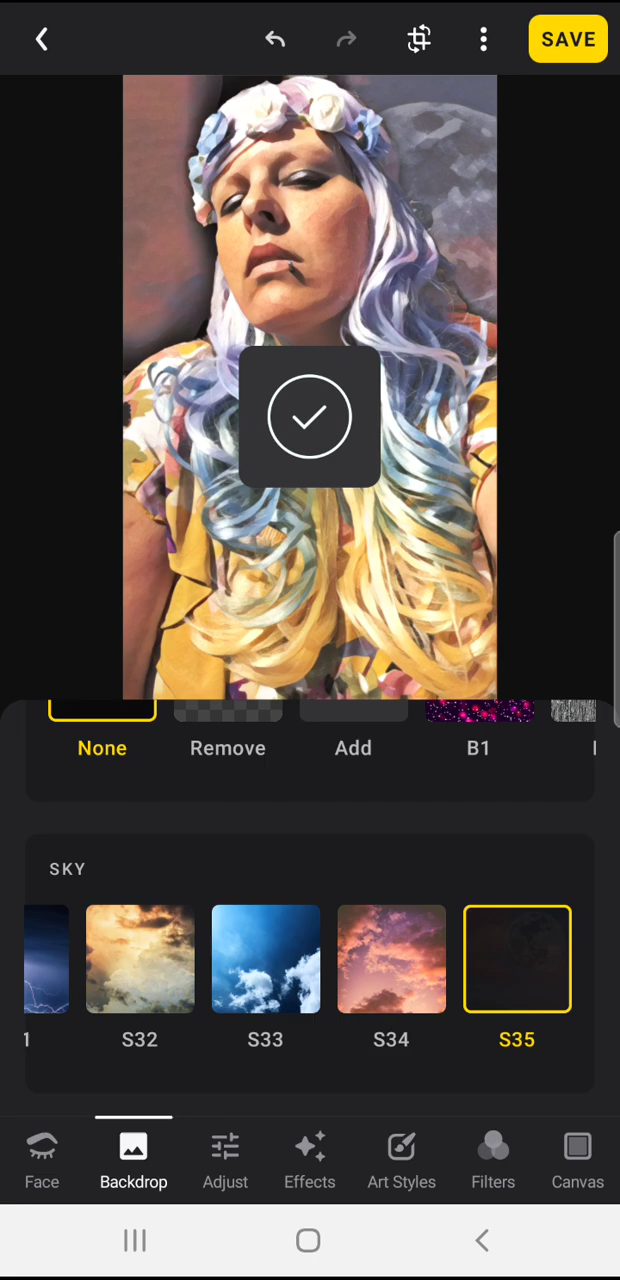 SAVE
None Remove Add B1
SKY
S32 S33 S34 S35
Face Backdrop Adjust Effects Art Styles Filters Canvas